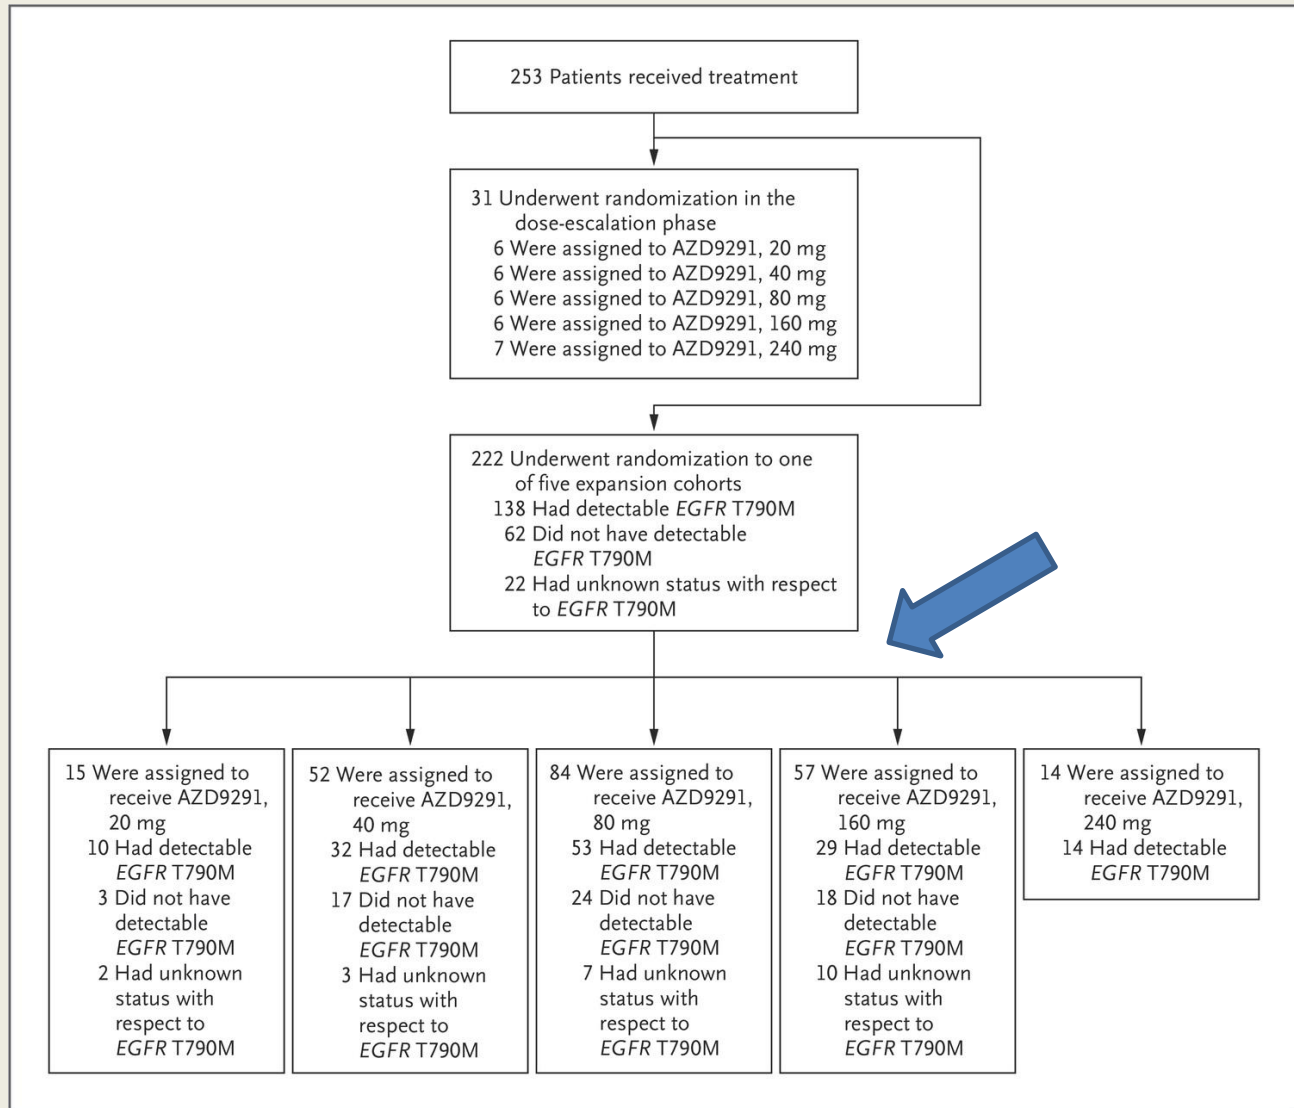 253 Patients received treatment
31 Underwent randomization in the
dose-escalation phase
6 Were assigned to AZD9291, 20 mg
6 Were assigned to AZD9291, 40 mg
6 Were assigned to AZD9291, 80 mg
6 Were assigned to AZD9291, 160 mg
7 Were assigned to AZD9291, 240 mg
222 Underwent randomization to one
of five expansion cohorts
138 Had detectable EGFR T790M
62 Did not have detectable
EGFR T790M
22 Had unknown status with respect
to EGFR T790M
15 Were assigned to
receive AZD9291,
20 mg
10 Had detectable
EGFR T790M
3 Did not have
detectable
EGFR T790M
2 Had unknown
status with
respect to
EGFR T790M
52 Were assigned to
receive AZD9291,
40 mg
32 Had detectable
EGFR T790M
17 Did not have
detectable
EGFR T790M
3 Had unknown
status with
respect to
EGFR T790M
84 Were assigned to
receive AZD9291,
80 mg
53 Had detectable
EGFR T790M
24 Did not have
detectable
EGFR T790M
7 Had unknown
status with
respect to
EGFR T790M
57 Were assigned to
receive AZD9291,
160 mg
29 Had detectable
EGFR T790M
18 Did not have
detectable
EGFR T790M
10 Had unknown
status with
respect to
EGFR T790M
14 Were assigned to
receive AZD9291,
240 mg
14 Had detectable
EGFR T790M